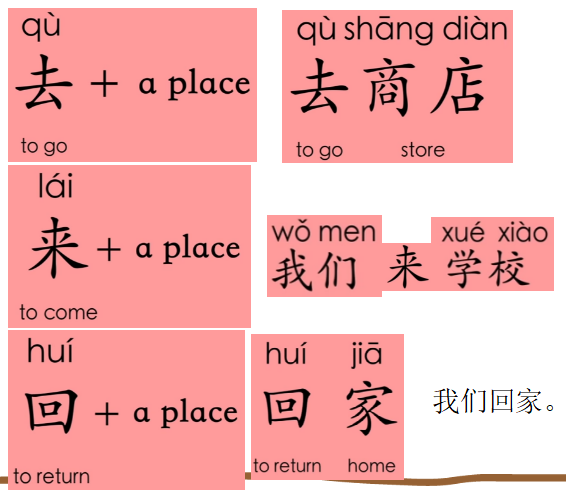 qù
去 + a place
to go
qù shāng diàn
去 商 店
to go store
lái
来 + a place
to come
wǒ men xué xiào
我们 来 学校
huí
回 + a place
to return
huí jiā
回 家
to return home
我们回家。